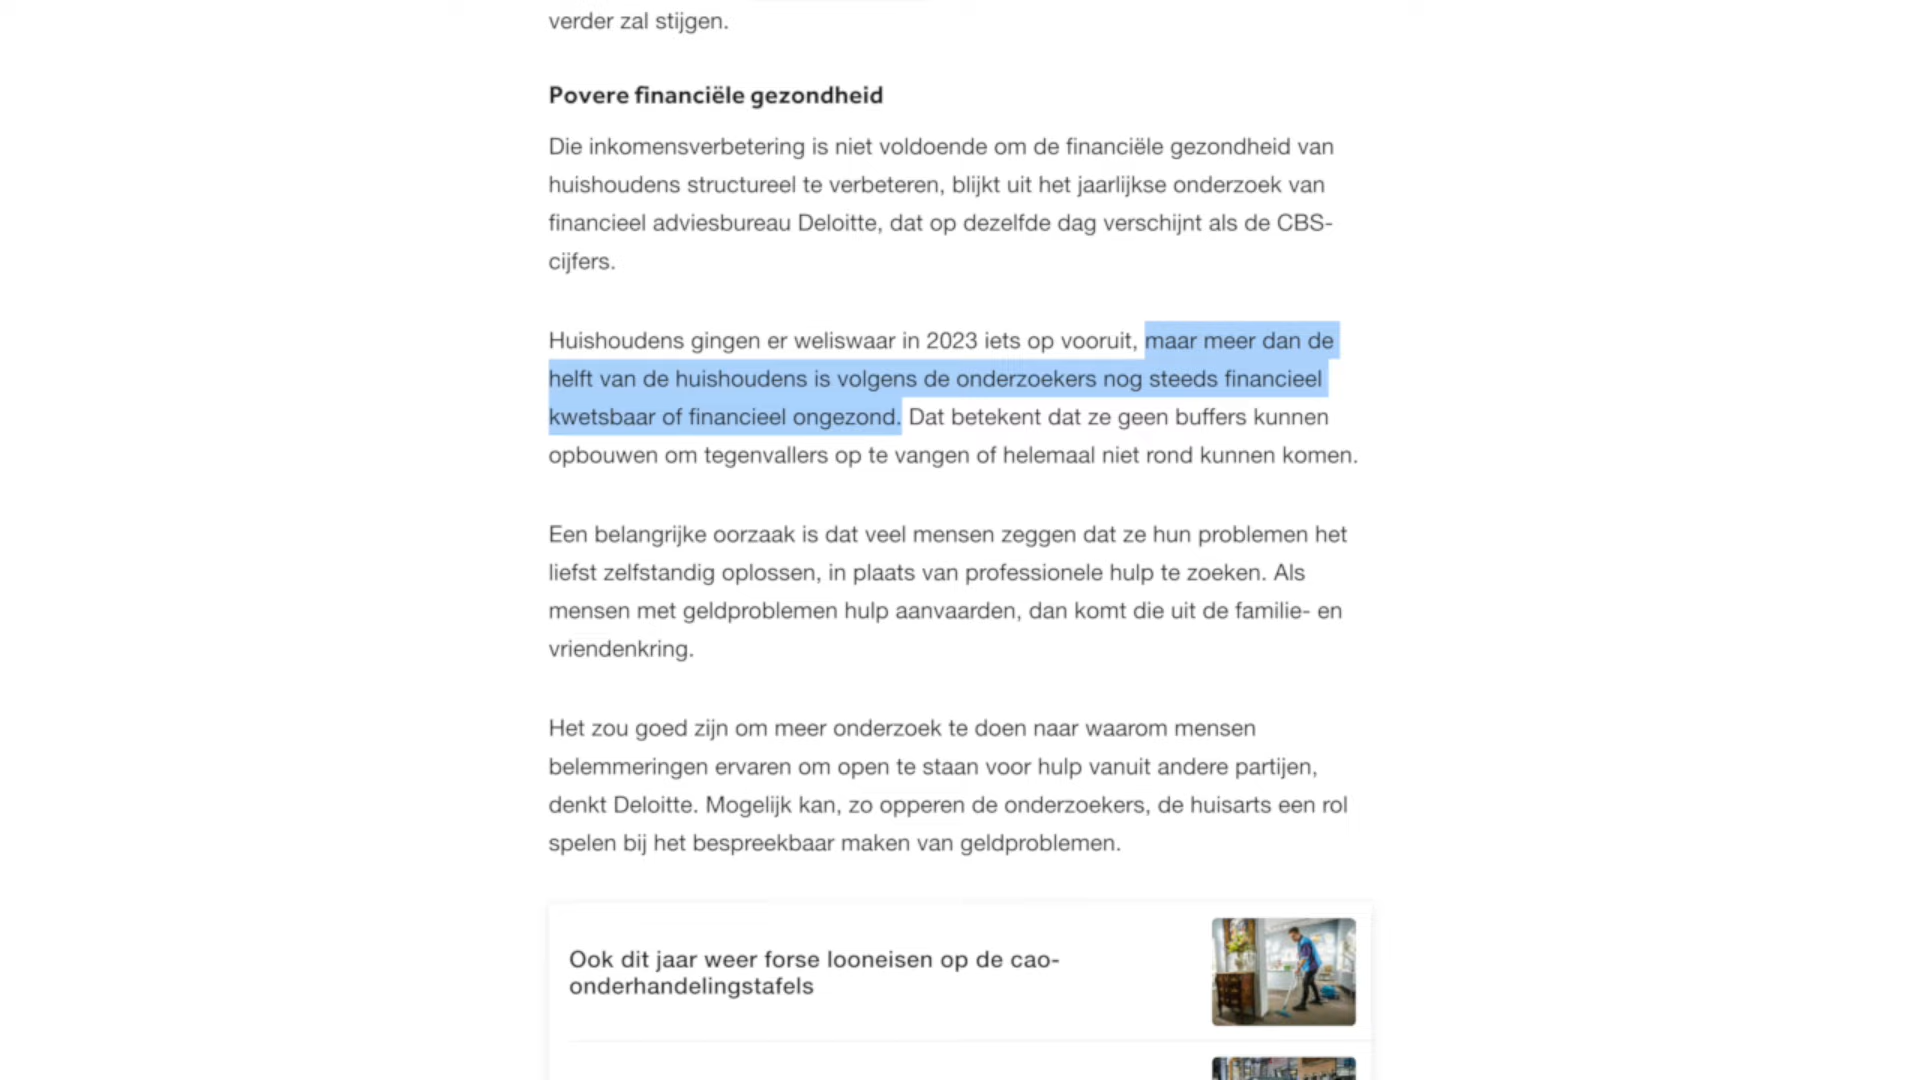 verder zal stijgen.
Povere financiële gezondheid
Die inkomensverbetering is niet voldoende om de financiële gezondheid van
huishoudens structureel te verbeteren, blijkt uit het jaarlijkse onderzoek van
financieel adviesbureau Deloitte, dat op dezelfde dag verschijnt als de CBS-
cijfers.
Huishoudens gingen er weliswaar in 2023 iets op vooruit, maar meer dan de
helft van de huishoudens is volgens de onderzoekers nog steeds financieel
kwetsbaar of financieel ongezond. Dat betekent dat ze geen buffers kunnen
opbouwen om tegenvallers op te vangen of helemaal niet rond kunnen komen.
Een belangrijke oorzaak is dat veel mensen zeggen dat ze hun problemen het
liefst zelfstandig oplossen, in plaats van professionele hulp te zoeken. Als
mensen met geldproblemen hulp aanvaarden, dan komt die uit de familie- en
vriendenkring.
Het zou goed zijn om meer onderzoek te doen naar waarom mensen
belemmeringen ervaren om open te staan voor hulp vanuit andere partijen,
denkt Deloitte. Mogelijk kan, zo opperen de onderzoekers, de huisarts een rol
spelen bij het bespreekbaar maken van geldproblemen.
Ook dit jaar weer forse looneisen op de cao-
onderhandelingstafels